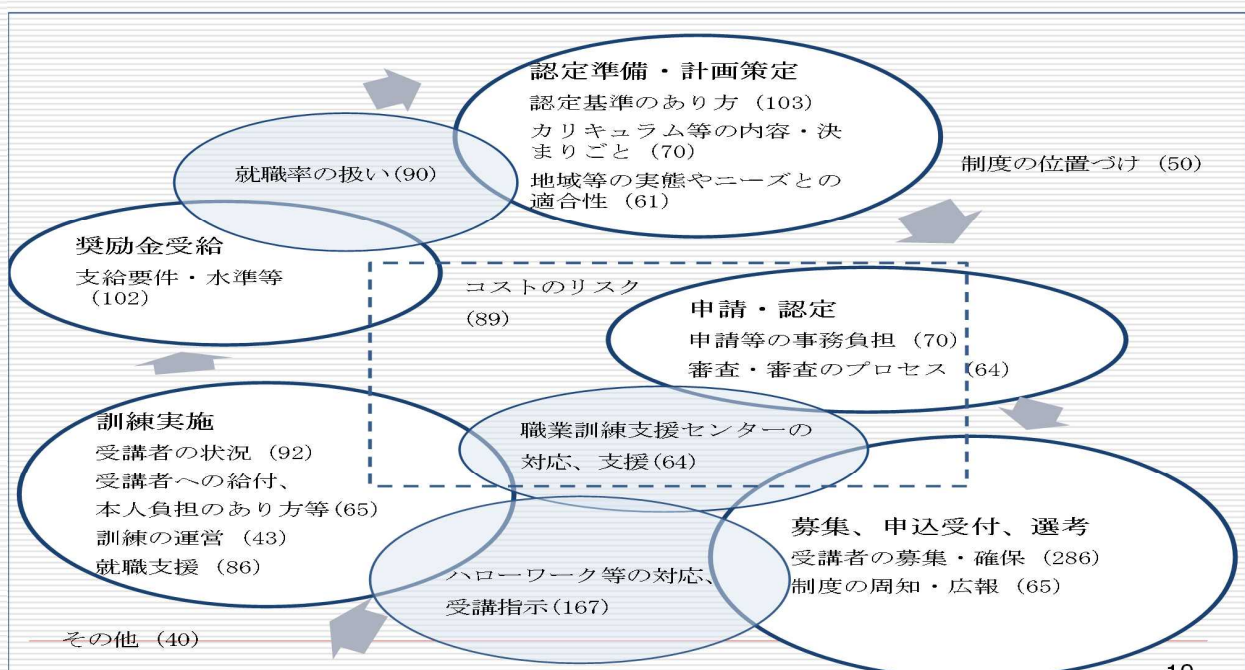 認定準備・計画策定
認定基準のあり方 (103)
カリキュラム等の内容・決
まりごと (70)
地域等の実態やニーズとの
適合性 (61)
制度の位置づけ (50)
就職率の扱い(90)
奨励金受給
支給要件・水準等
(102)
コストのリスク
(89)
申請・認定
申請等の事務負担 (70)
審査・審査のプロセス (64)
職業訓練支援センターの
対応、支援(64)
訓練実施
受講者の状況 (92)
受講者への給付、
本人負担のあり方等(65)
訓練の運営 (43)
就職支援 (86)
募集、申込受付、選考
受講者の募集・確保 (286)
制度の周知・広報 (65)
ハローワーク等の対応、
受講指示(167)
その他 (40)